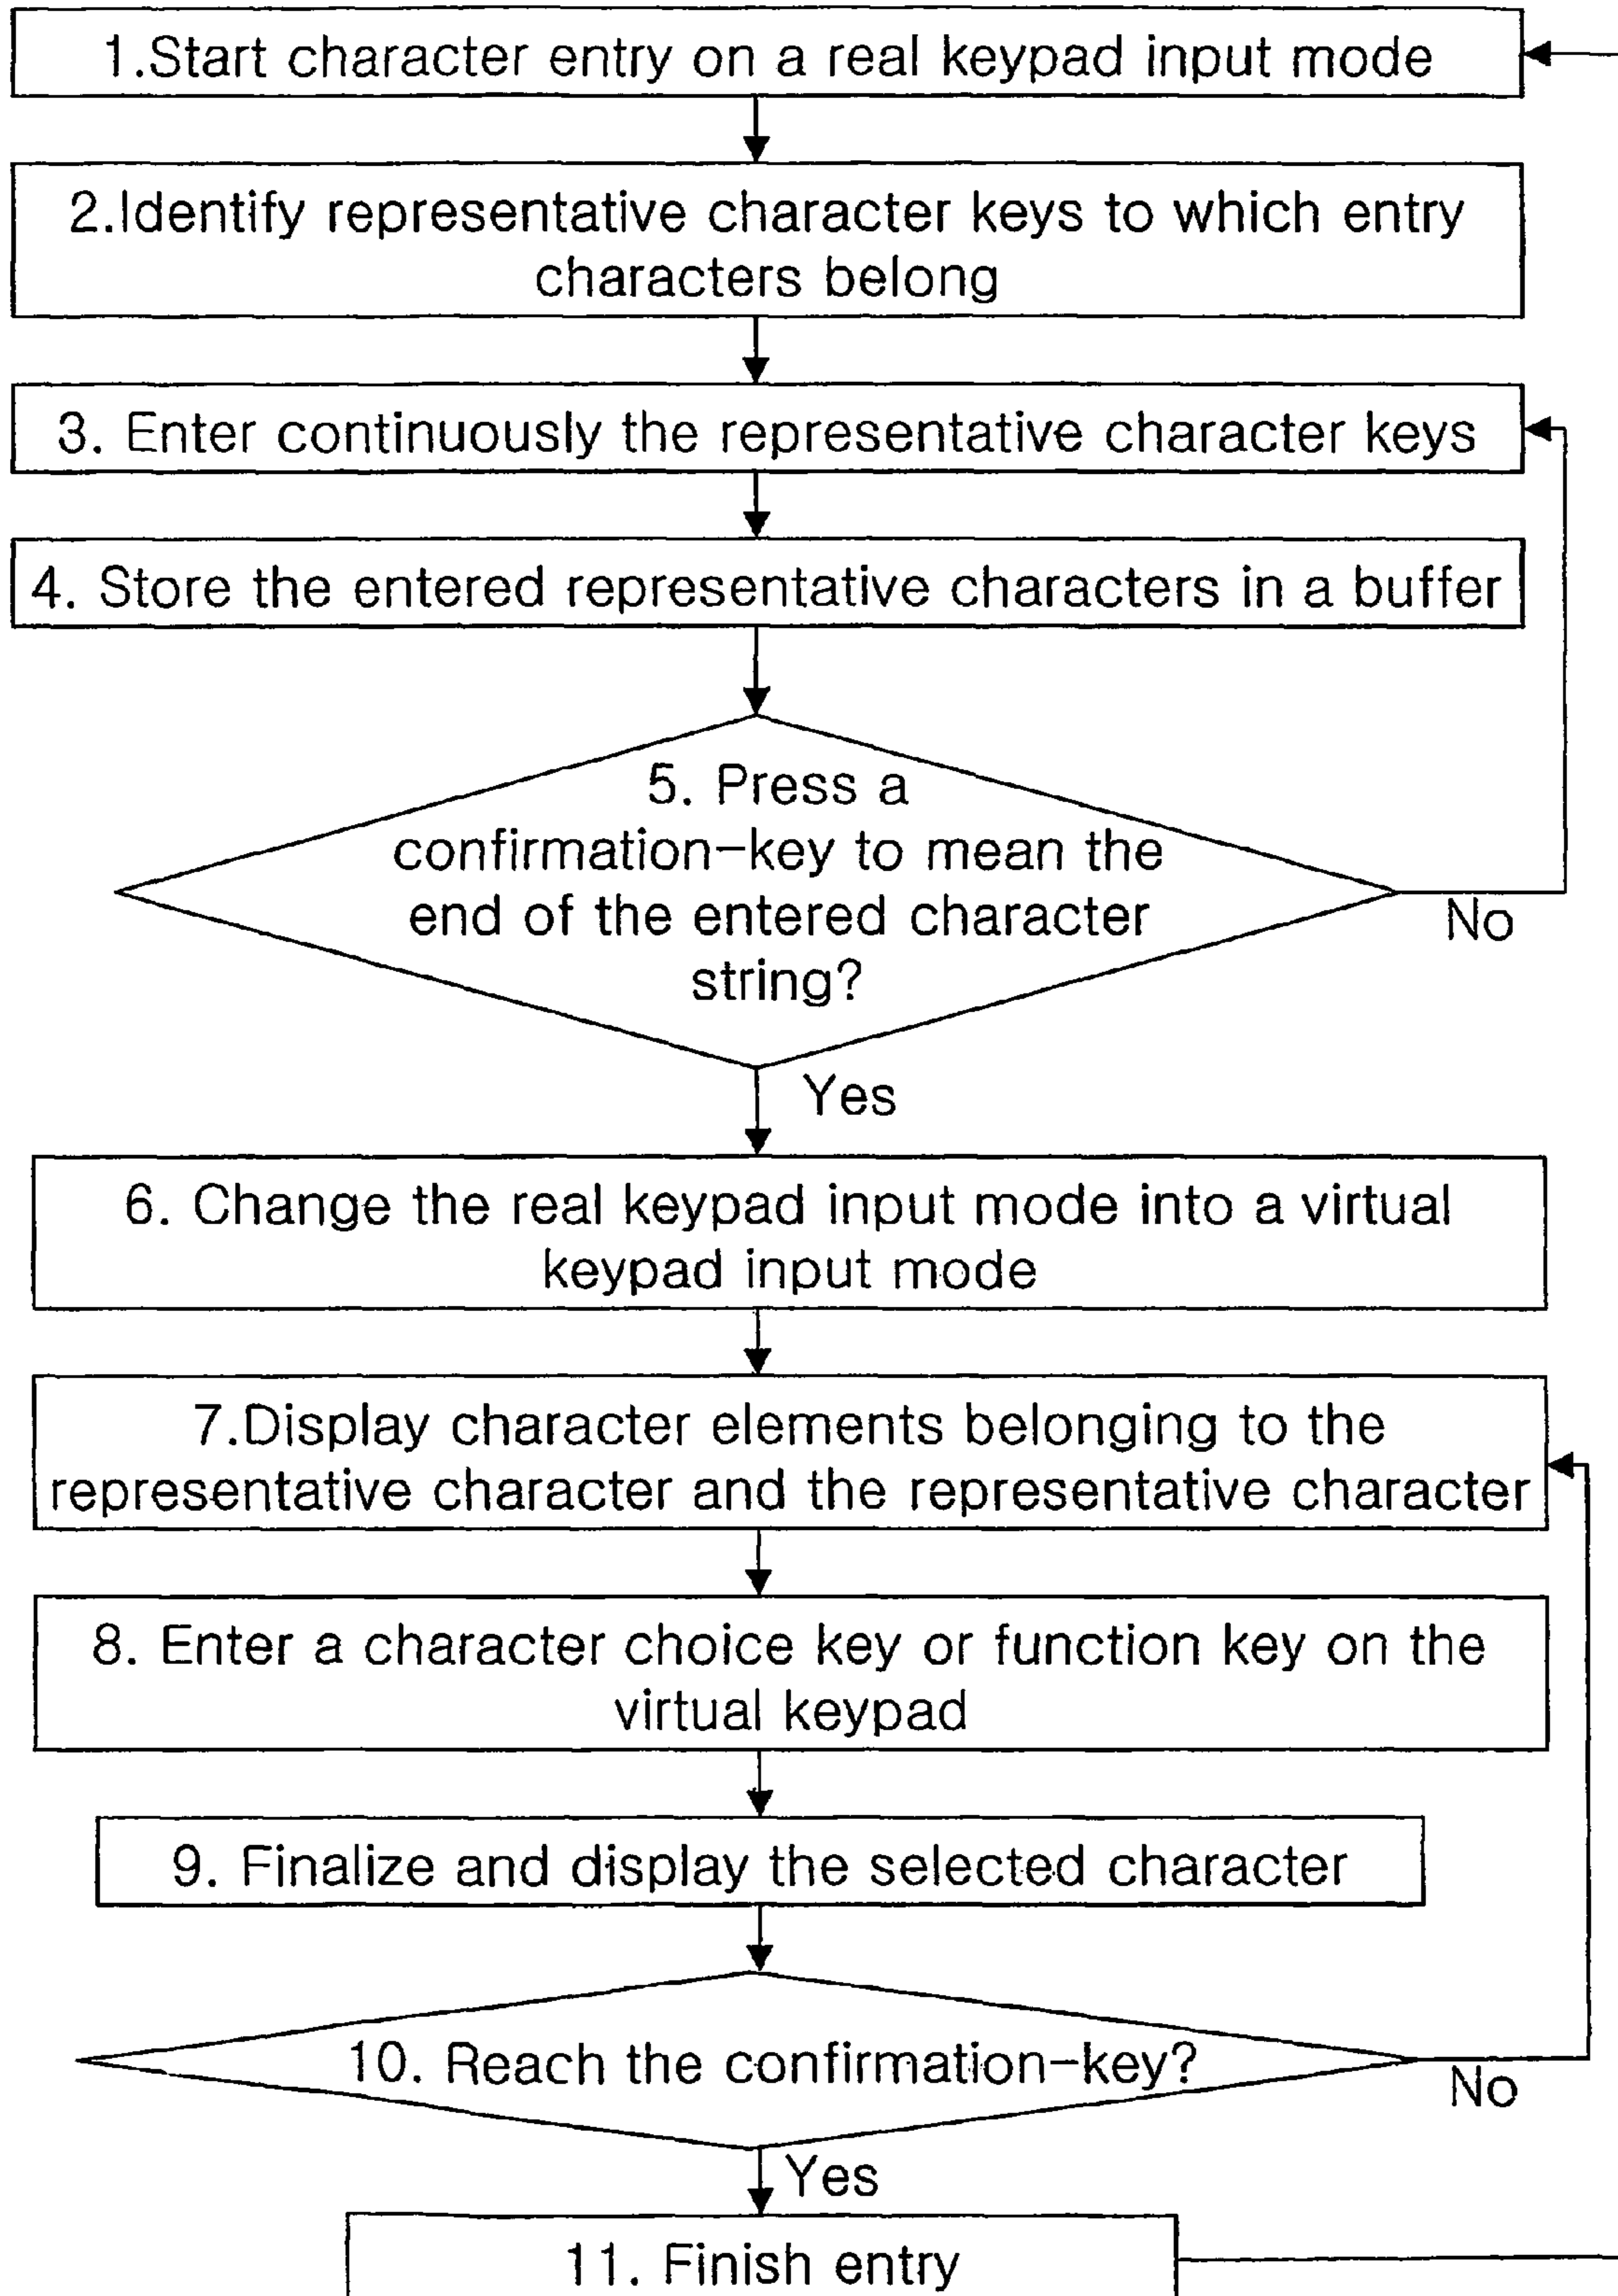 1.Start character entry on a real keypad input mode
2.Identify representative character keys to which entry
characters belong
3. Enter continuously the representative character keys
4. Store the entered representative characters in a buffer
5. Press a
confirmation-key to mean the
end of the entered character
string?
No
Yes
6. Change the real keypad input mode into a virtual
keypad input mode
7.Display character elements belonging to the
representative character and the representative character
8. Enter a character choice key or function key on the
virtual keypad
9. Finalize and display the selected character
10. Reach the confirmation-key?
No
Yes
11. Finish entry